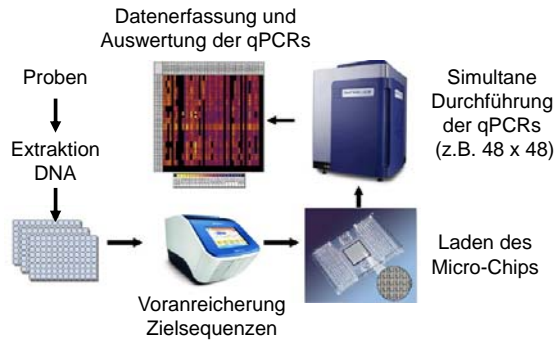 Datenerfassung und
Auswertung der qPCRs
Proben
Extraktion
DNA
Voranreicherung
Zielsequenzen
Laden des
Micro-Chips
Simultane
Durchführung
der qPCRs
(z.B. 48 x 48)